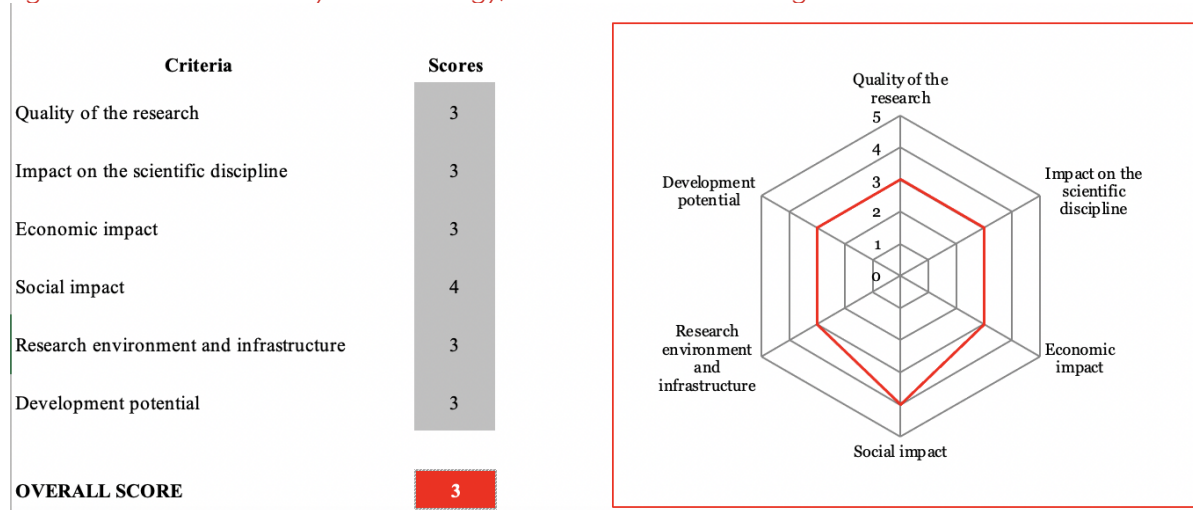 Criteria Scores
Quality of the research 3
Impact on the scientific discipline 3
Economic impact 3
Social impact 4
Research environment and infrastructure 3
Development potential 3
OVERALL SCORE 3
Quality of the
research
5
4
3
2
1
0
Impact on the
scientific
discipline
Economic
impact
Social impact
Research
environment
and
infrastructure
Development
potential